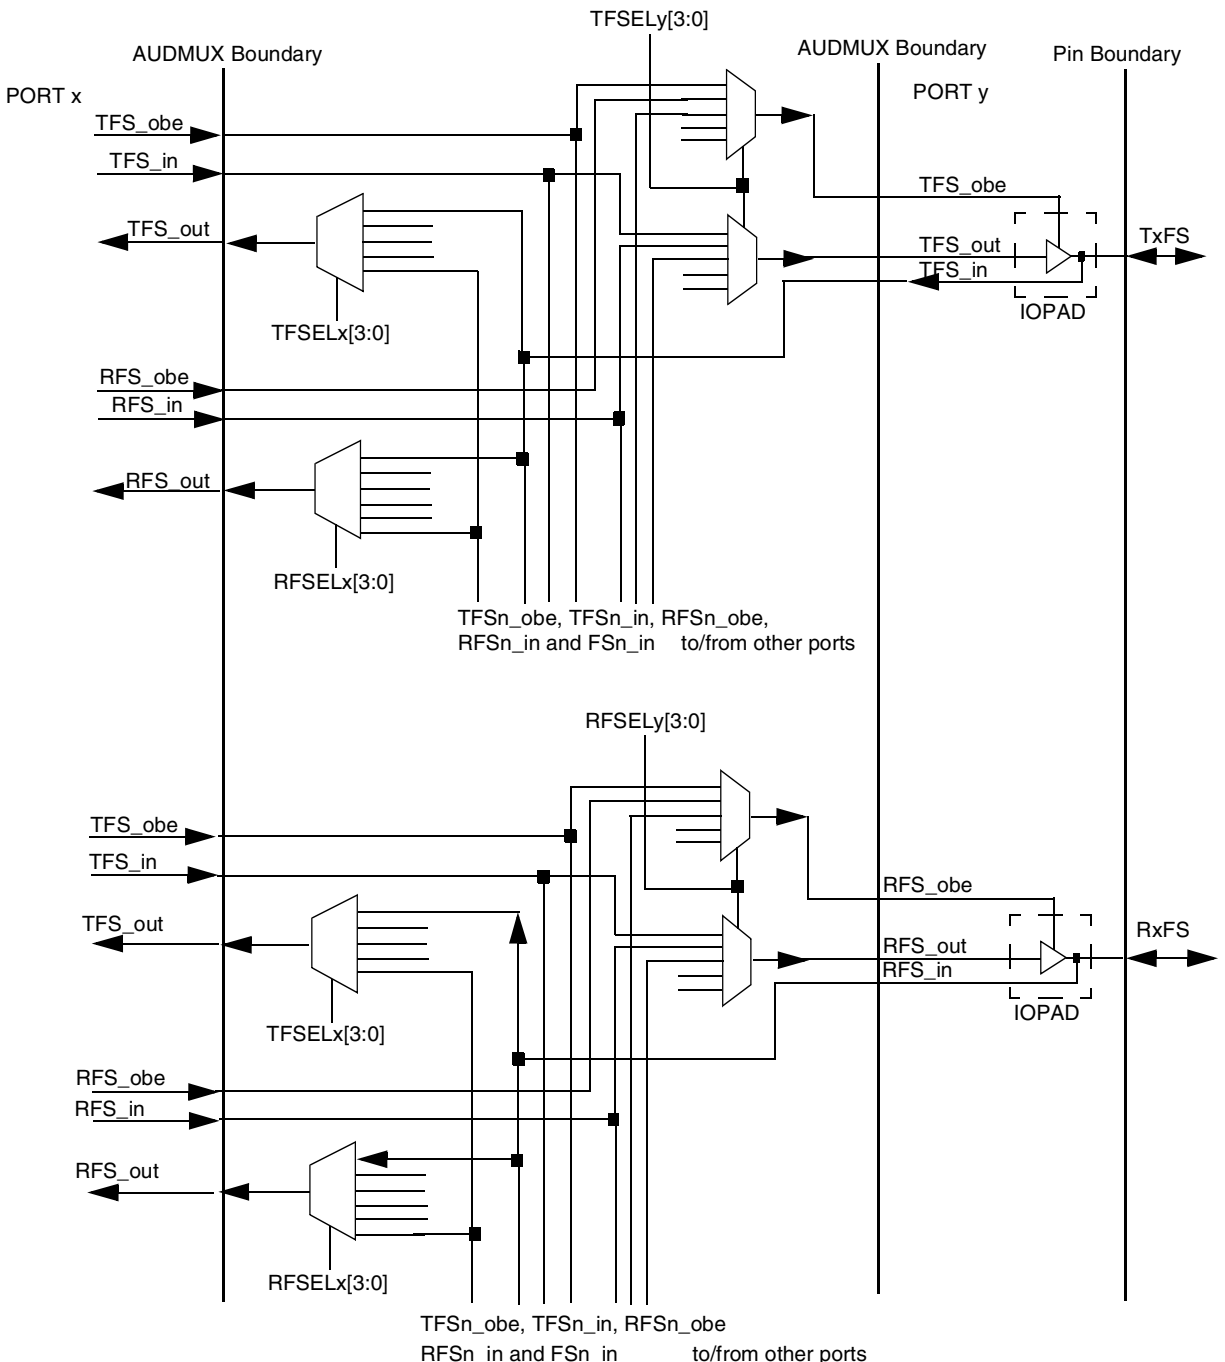 TFSELy[3:0]
AUDMUX Boundary
AUDMUX Boundary
Pin Boundary
PORT x
PORT y
TFS_obe
TFS_in
TFS_out
TFS_obe
TFS_out
TFS_in
TxFS
IOPAD
TFSELx[3:0]
RFS_obe
RFS_in
RFS_out
RFSELx[3:0]
TFSn_obe, TFSn_in, RFSn_obe,
RFSn_in and FSn_in to/from other ports
RFSELy[3:0]
TFS_obe
TFS_in
TFS_out
RFS_obe
RFS_out
RFS_in
RxFS
IOPAD
TFSELx[3:0]
RFS_obe
RFS_in
RFS_out
RFSELx[3:0]
TFSn_obe, TFSn_in, RFSn_obe
RFSn_in and FSn_in to/from other ports